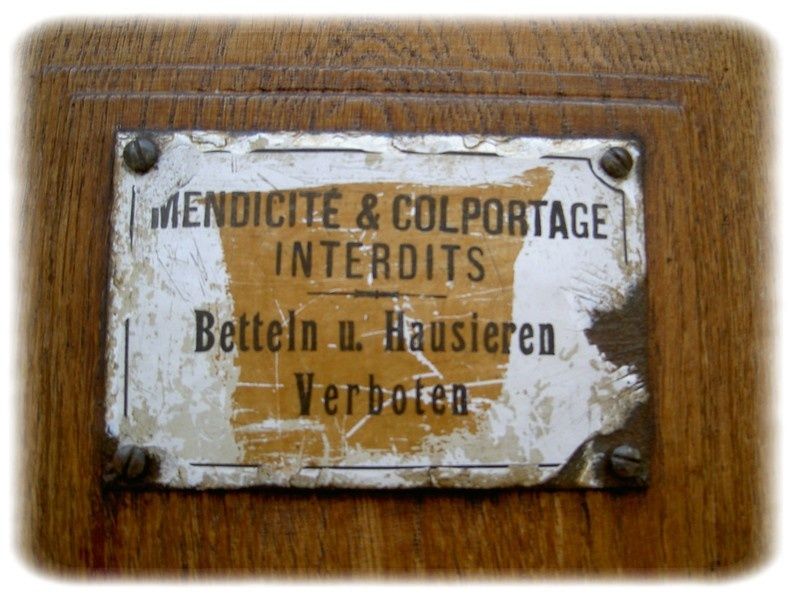 MENDICITÉ & COLPORTAGE
INTERDITS
Betteln u. Hausieren
Verboten